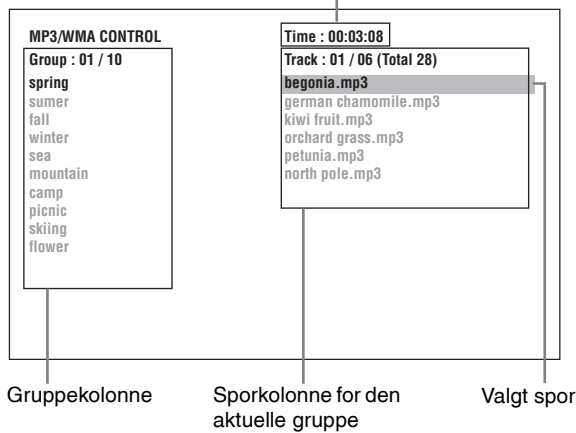 MP3/WMA CONTROL
Group : 01 / 10
spring
sumer
fall
winter
sea
mountain
camp
picnic
skiing
flower
Time : 00:03:08
Track : 01 / 06 (Total 28)
begonia.mp3
german chamomile.mp3
kiwi fruit.mp3
orchard grass.mp3
petunia.mp3
north pole.mp3
Gruppekolonne
Sporkolonne for den
aktuelle gruppe
Valgt spor